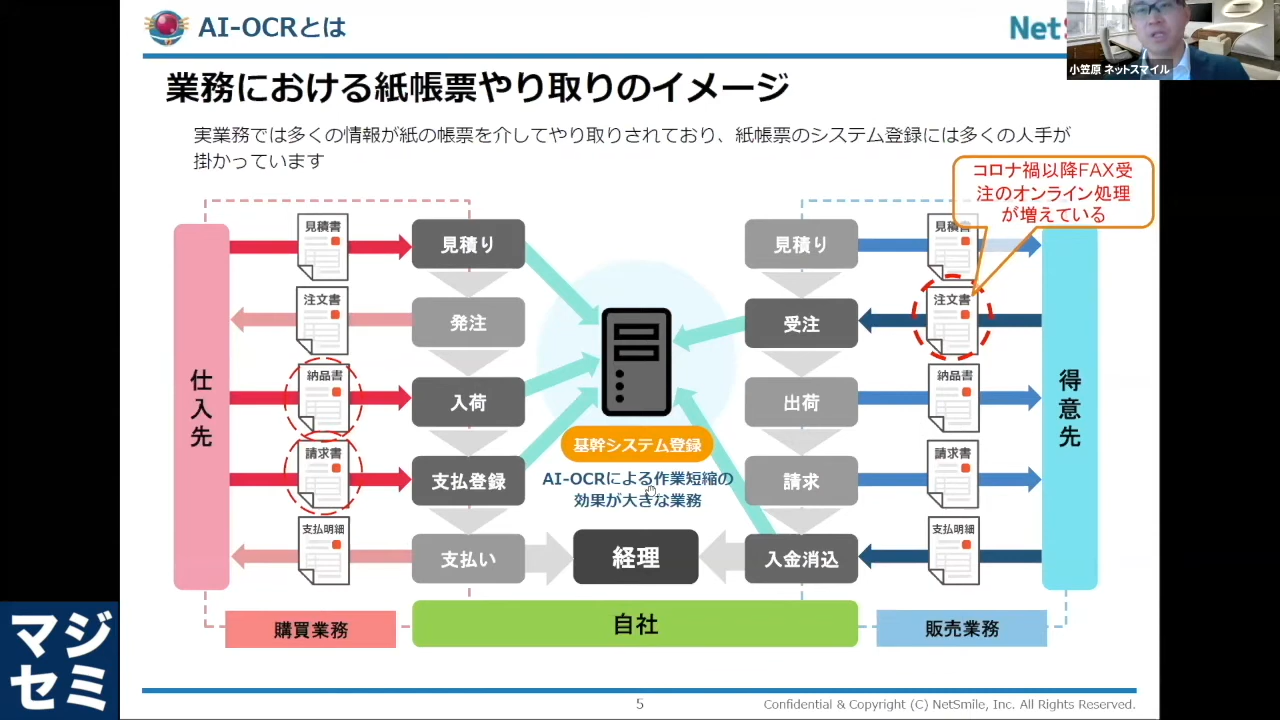 AI-OCRとは
Net
小笠原 ネットスマイル
業務における紙帳票やり取りのイメージ
実業務では多くの情報が紙の帳票を介してやり取りされており、紙帳票のシステム登録には多くの人手が
掛かっています
コロナ禍以降FAX受
注のオンライン処理
が増えている
仕入先
見積書
注文書
納品書
請求書
支払明細
見積り
発注
入荷
支払登録
支払い
基幹システム登録
AI-OCRによる作業短縮の
効果が大きな業務
経理
見積り
受注
出荷
請求
入金消込
見積書
注文書
納品書
請求書
支払明細
得意先
購買業務
自社
販売業務
マジ
セミ
5
Confidential & Copyright (C) NetSmile, Inc. All Rights Reserved.